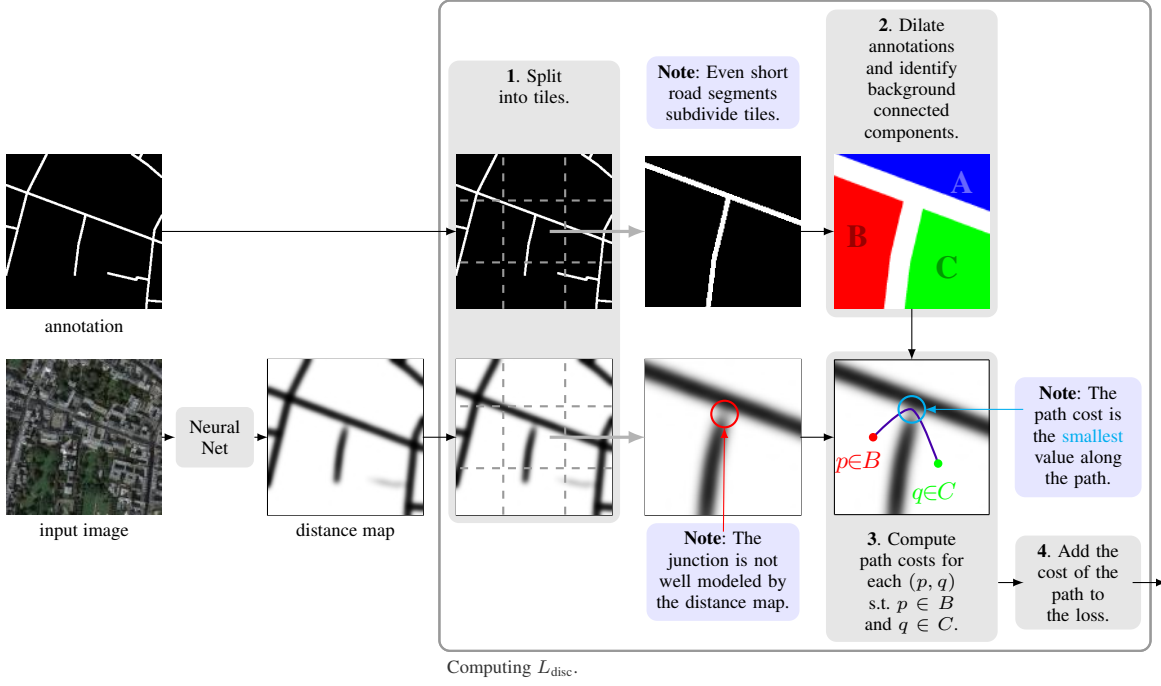 1. Split
into tiles.
Note: Even short
road segments
subdivide tiles.
2. Dilate
annotations
and identify
background
connected
components.
A
B
C
annotation
Neural
Net
input image
distance map
p∈B
q∈C
Note: The
path cost is
the smallest
value along
the path.
Note: The
junction is not
well modeled by
the distance map.
3. Compute
path costs for
each (p, q)
s.t. p ∈ B
and q ∈ C.
4. Add the
cost of the
path to
the loss.
Computing L_disc.